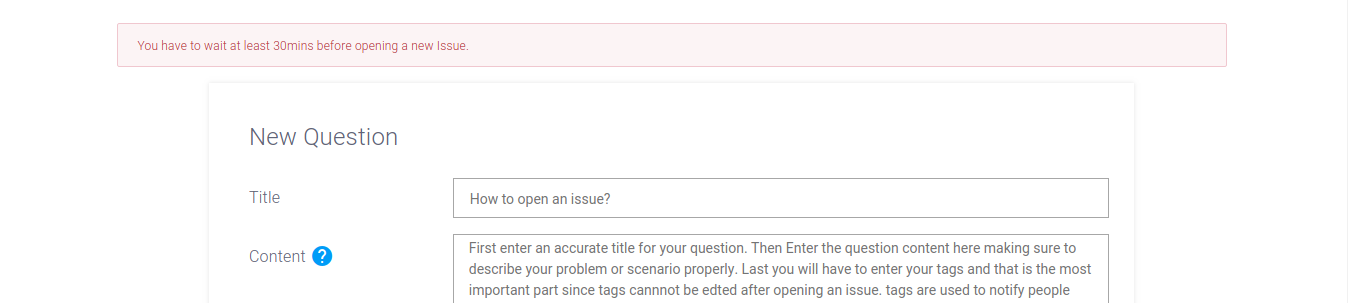 You have to wait at least 30mins before opening a new Issue.
New Question
Title
How to open an issue?
Content ?
First enter an accurate title for your question. Then Enter the question content here making sure to
describe your problem or scenario properly. Last you will have to enter your tags and that is the most
important part since tags cannnot be edted after opening an issue. tags are used to notify people